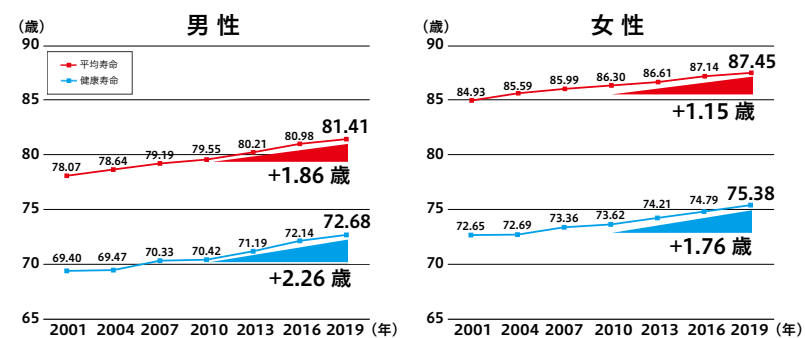 男性
（歳）
90
85
80
75
70
65
平均寿命
健康寿命
78.07 78.64 79.19 79.55 80.21 80.98 81.41
+1.86 歳
69.40 69.47 70.33 70.42 71.19 72.14 72.68
+2.26 歳
2001 2004 2007 2010 2013 2016 2019（年）
女性
（歳）
90
85
80
75
70
65
84.93 85.59 85.99 86.30 86.61 87.14 87.45
+1.15 歳
72.65 72.69 73.36 73.62 74.21 74.79 75.38
+1.76 歳
2001 2004 2007 2010 2013 2016 2019（年）